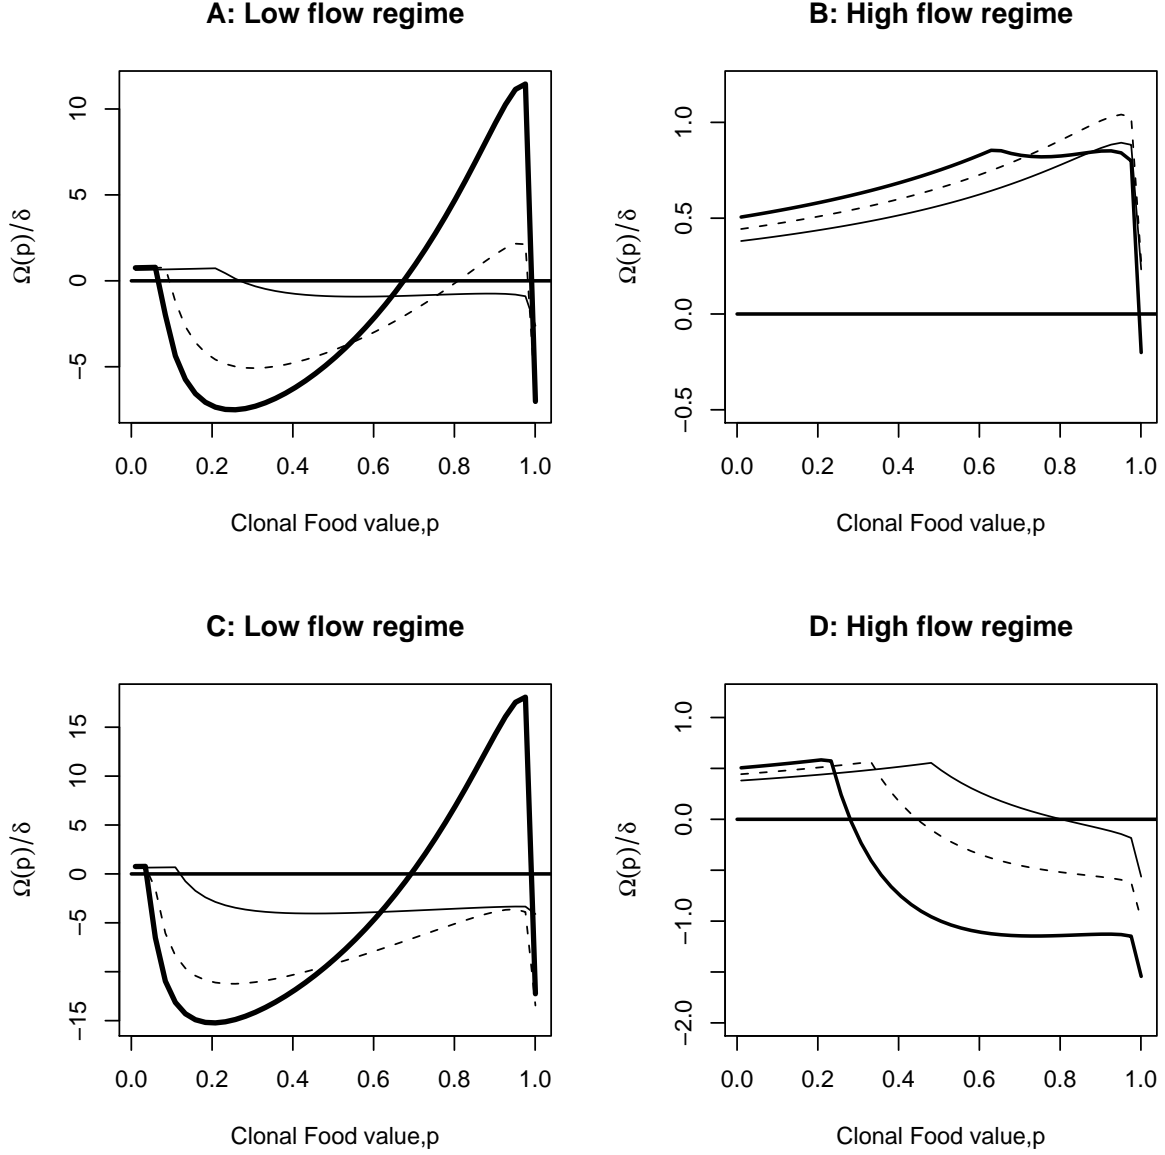 A: Low flow regime
Ω(p)/δ
10
5
0
−5
0.0 0.2 0.4 0.6 0.8 1.0
Clonal Food value,p
B: High flow regime
Ω(p)/δ
1.0
0.5
0.0
−0.5
0.0 0.2 0.4 0.6 0.8 1.0
Clonal Food value,p
C: Low flow regime
Ω(p)/δ
15
10
5
0
−5
−15
0.0 0.2 0.4 0.6 0.8 1.0
Clonal Food value,p
D: High flow regime
Ω(p)/δ
1.0
0.0
−1.0
−2.0
0.0 0.2 0.4 0.6 0.8 1.0
Clonal Food value,p